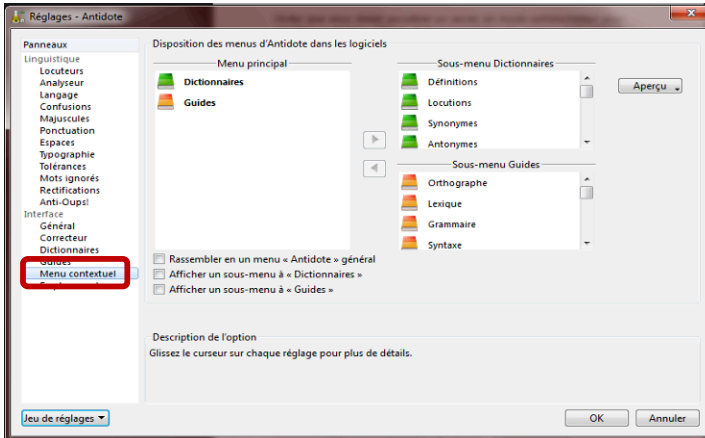 Réglages - Antidote
Panneaux
Linguistique
Locuteurs
Analyseur
Langage
Confusions
Majuscules
Ponctuation
Espaces
Typographie
Tolérances
Mots ignorés
Rectifications
Anti-Oups!
Interface
Général
Correcteur
Dictionnaires
Guides
Menu contextuel
Disposition des menus d'Antidote dans les logiciels
Menu principal
Dictionnaires
Guides
Sous-menu Dictionnaires
Définitions
Locutions
Synonymes
Antonymes
Sous-menu Guides
Orthographe
Lexique
Grammaire
Syntaxe
Aperçu
Rassembler en un menu « Antidote » général
Afficher un sous-menu à « Dictionnaires »
Afficher un sous-menu à « Guides »
Description de l'option
Glissez le curseur sur chaque réglage pour plus de détails.
Jeu de réglages
OK
Annuler